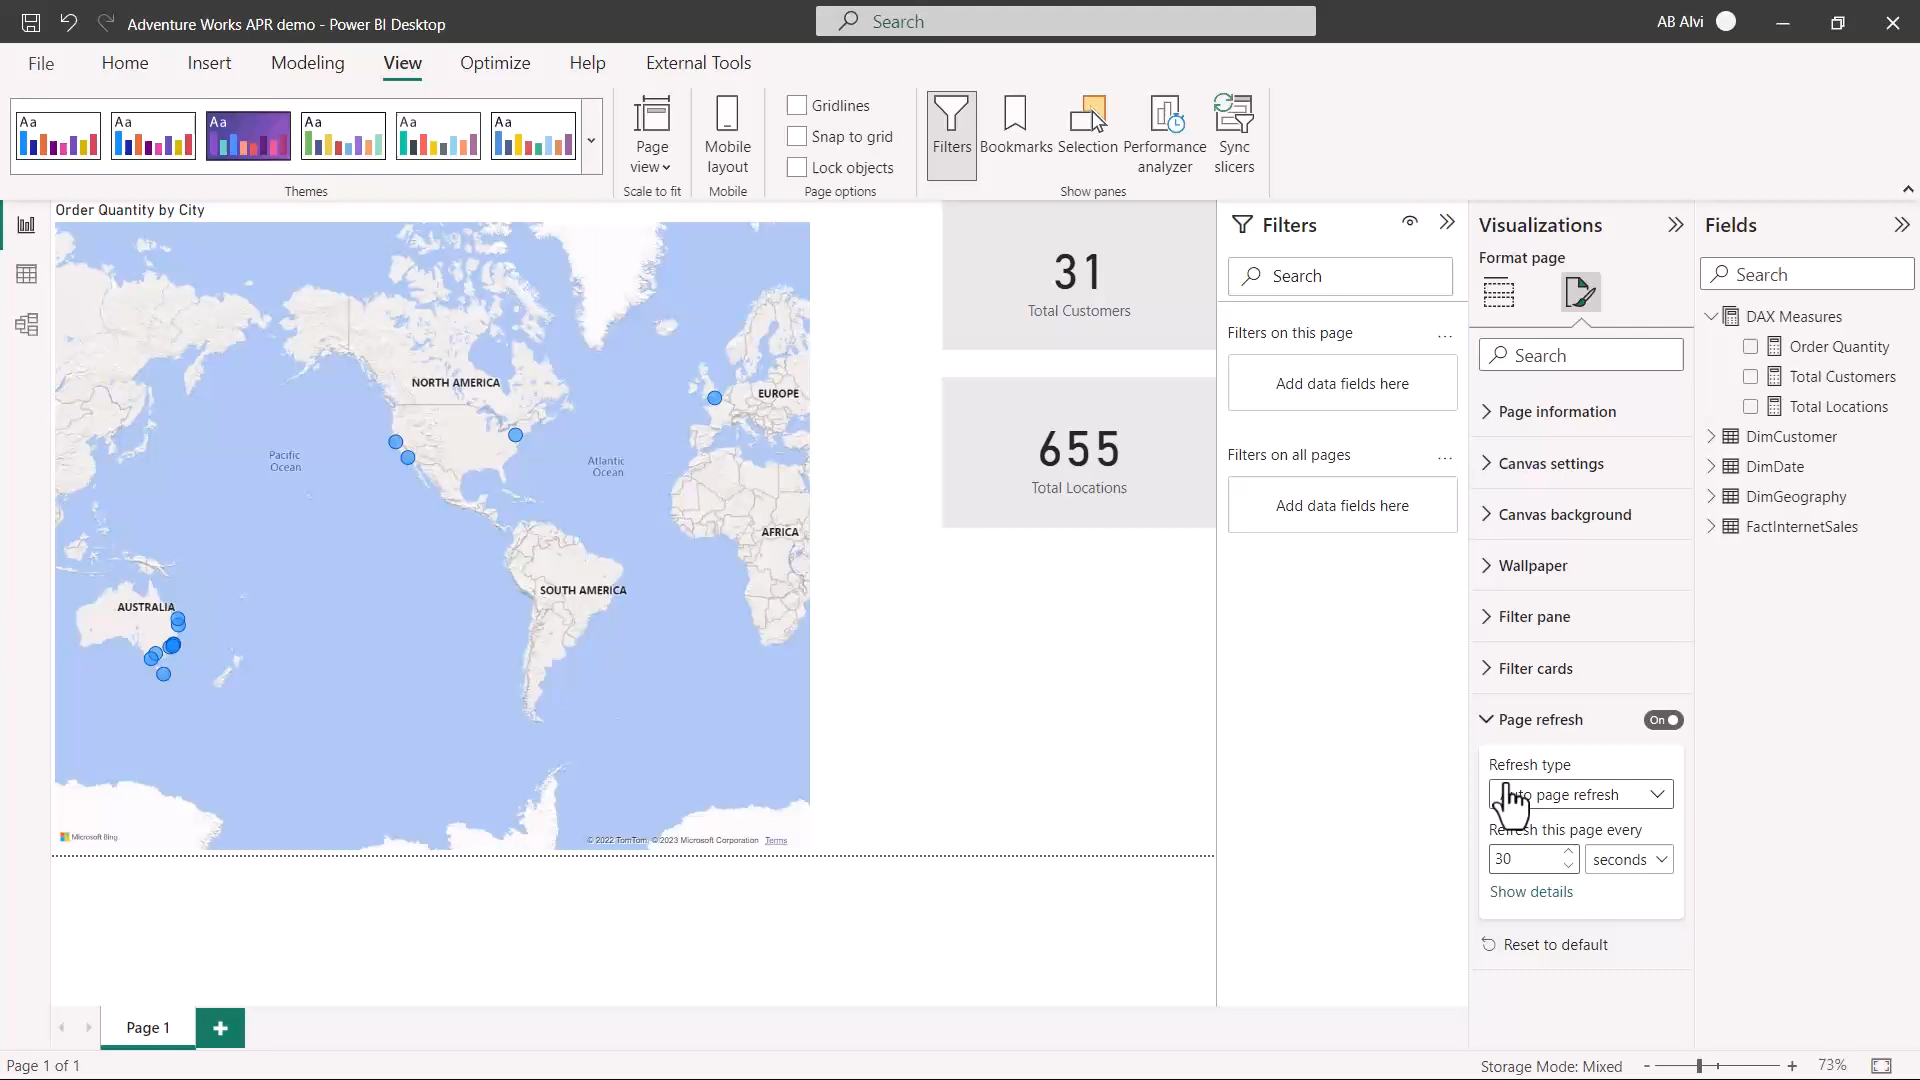 Adventure Works APR demo - Power BI Desktop
Search
AB Alvi
File
Home
Insert
Modeling
View
Optimize
Help
External Tools
Aa
Aa
Aa
Aa
Aa
Aa
Themes
Page
view
Scale to fit
Mobile
layout
Mobile
Gridlines
Snap to grid
Lock objects
Page options
Filters
Bookmarks
Selection
Performance
analyzer
Sync
slicers
Show panes
Order Quantity by City
NORTH AMERICA
EUROPE
Pacific
Ocean
Atlantic
Ocean
AFRICA
SOUTH AMERICA
AUSTRALIA
Microsoft Bing
© 2022 TomTom, © 2023 Microsoft Corporation Terms
31
Total Customers
655
Total Locations
Filters
Search
Filters on this page
...
Add data fields here
Filters on all pages
...
Add data fields here
Visualizations
Format page
Search
Page information
Canvas settings
Canvas background
Wallpaper
Filter pane
Filter cards
Page refresh
On
Refresh type
page refresh
this page every
30
seconds
Show details
Reset to default
Fields
Search
DAX Measures
Order Quantity
Total Customers
Total Locations
DimCustomer
DimDate
DimGeography
FactInternetSales
Page 1
Page 1 of 1
Storage Mode: Mixed
- + 73%